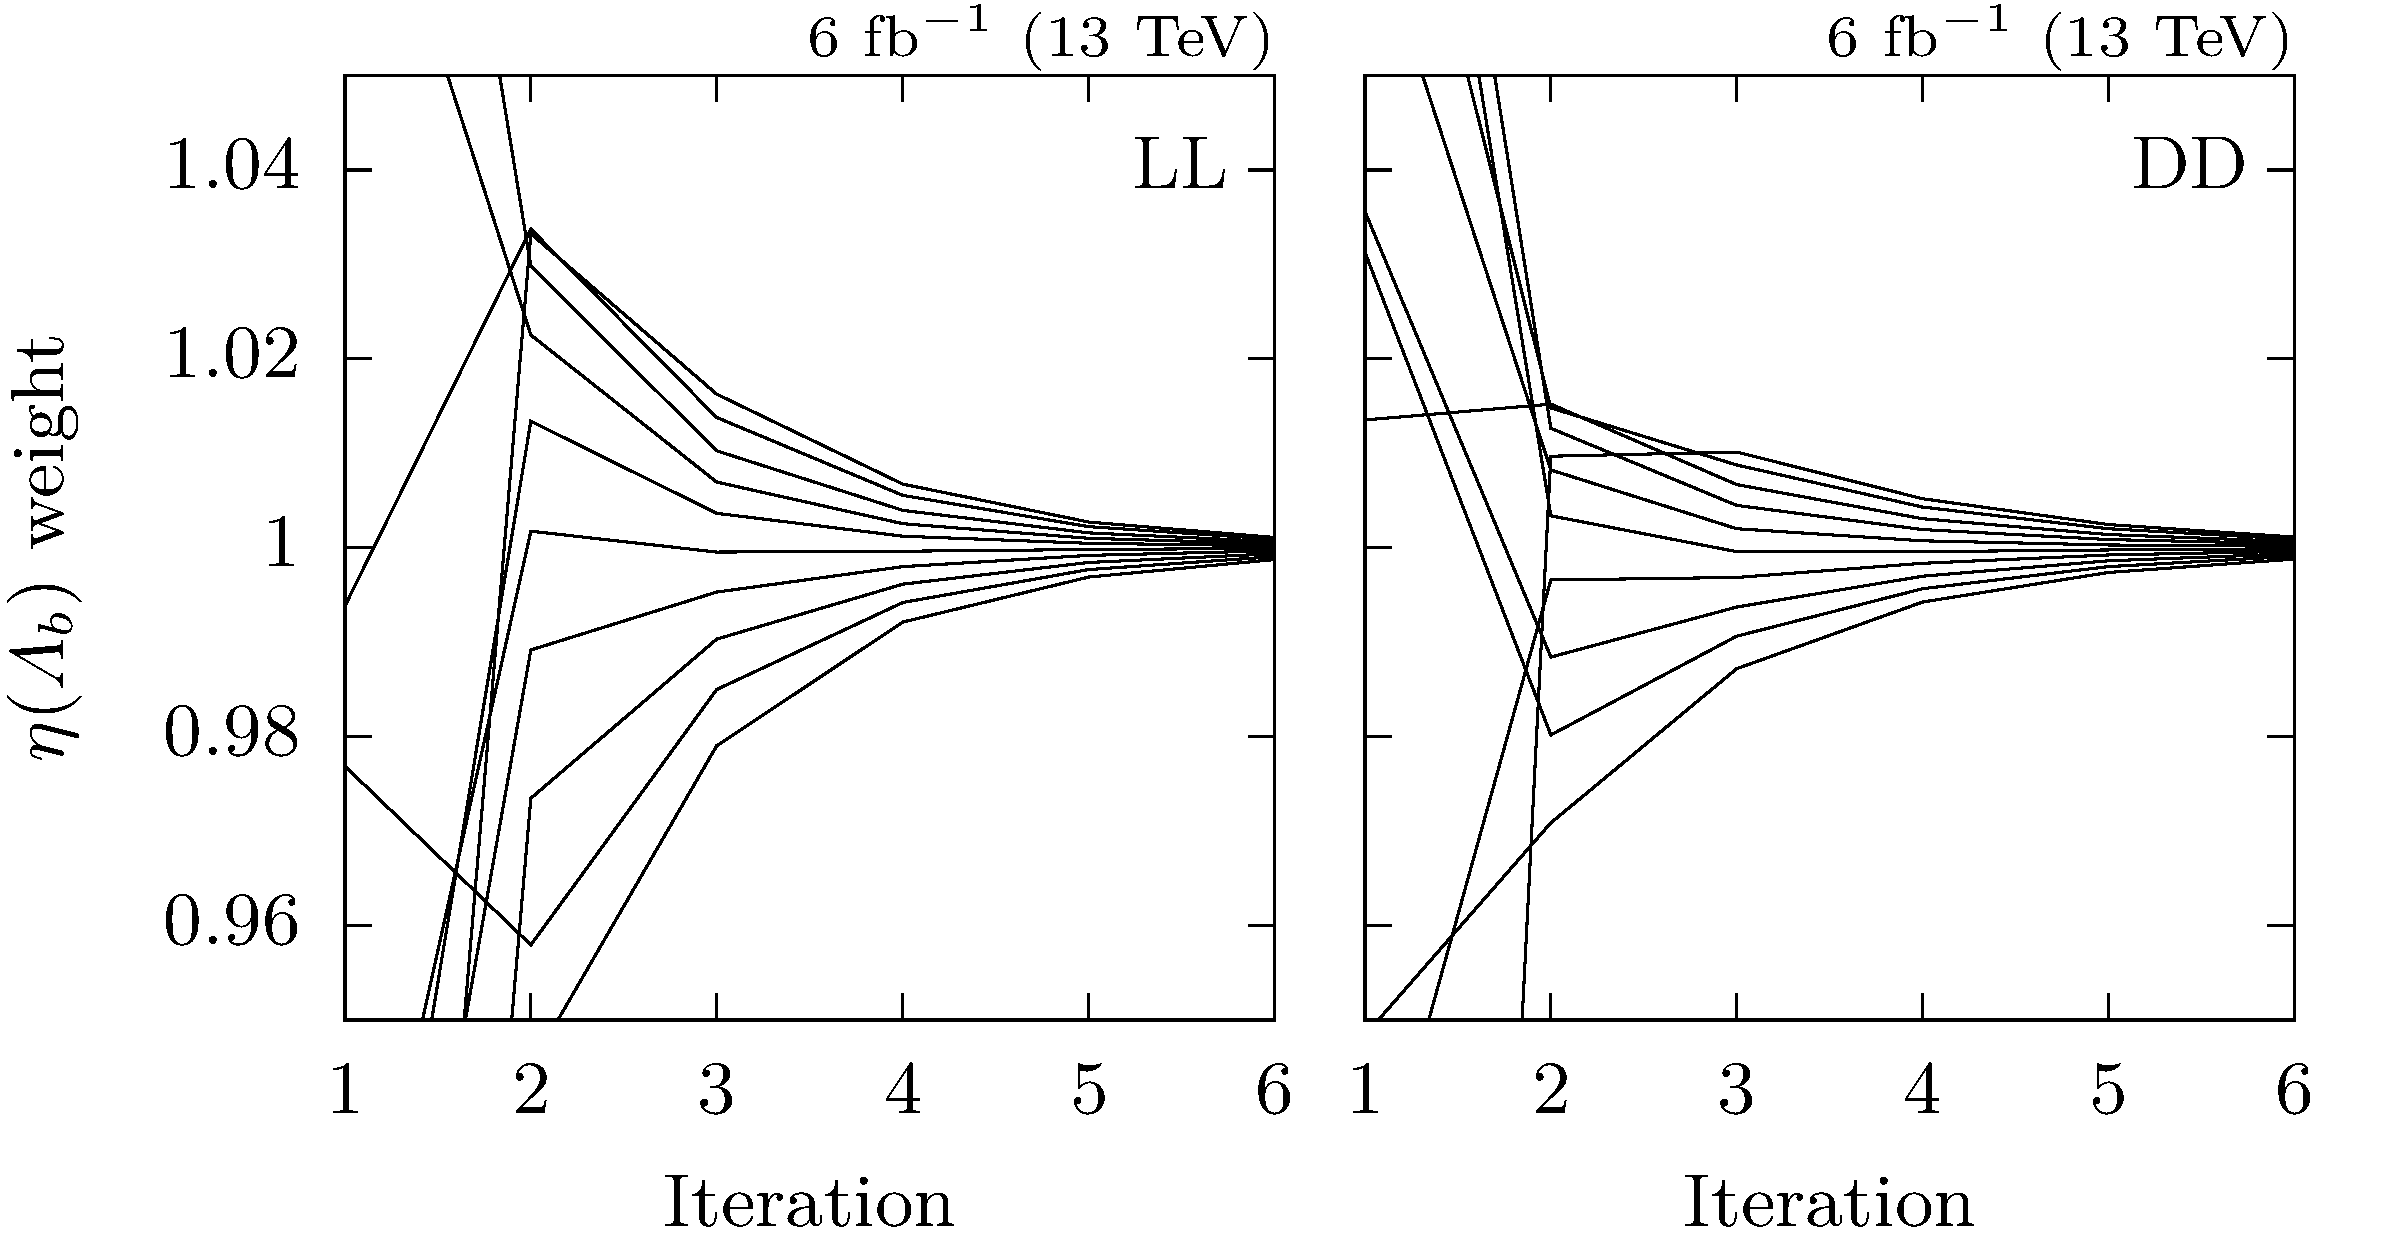 6 fb⁻¹ (13 TeV)
6 fb⁻¹ (13 TeV)
LL
DD
η(Λ_b) weight
1.04
1.02
1
0.98
0.96
1 2 3 4 5 6
1 2 3 4 5 6
Iteration
Iteration